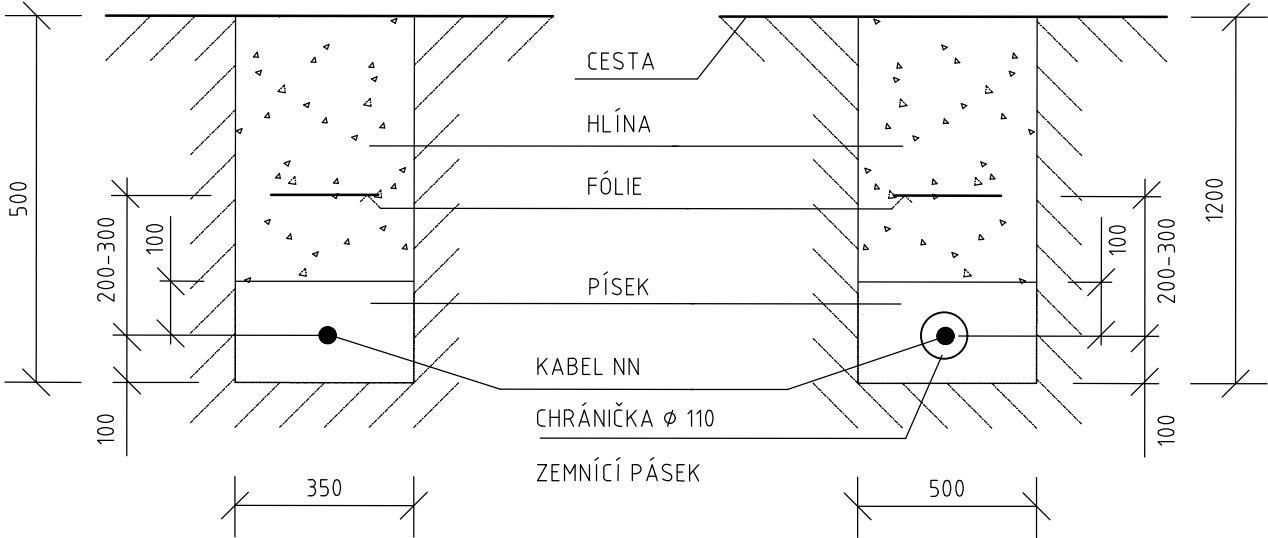 CESTA
HLÍNA
FÓLIE
PÍSEK
KABEL NN
CHRÁNIČKA ϕ 110
ZEMNÍCÍ PÁSEK
500
200-300
100
100
350
1200
100
200-300
100
500